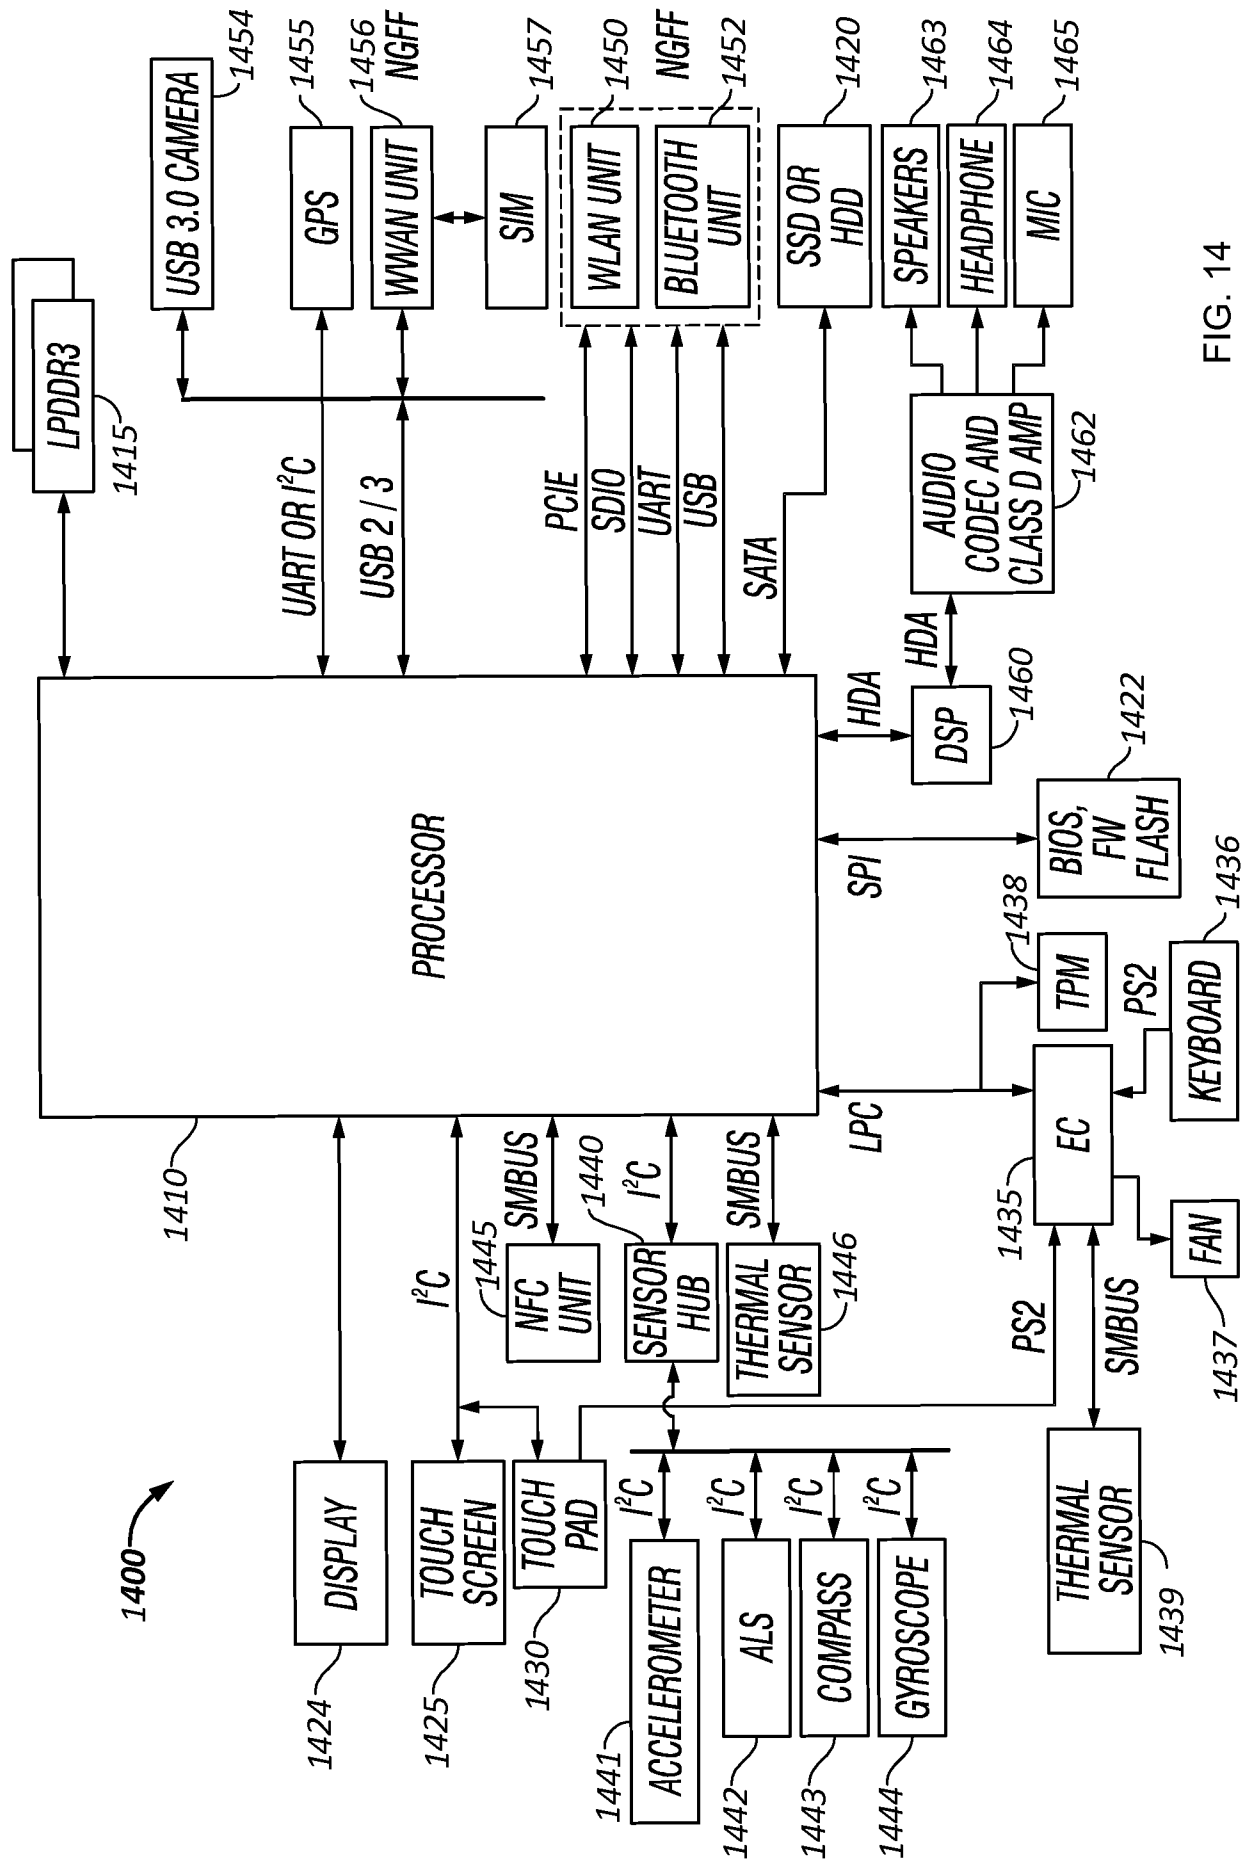 1400
LPDDR3
1415
PROCESSOR
1410
DISPLAY
1424
I²C
TOUCH
SCREEN
1425
TOUCH
PAD
1430
SMBUS
NFC
UNIT
1445
I²C
SENSOR
HUB
1440
SMBUS
THERMAL
SENSOR
1446
I²C
ACCELEROMETER
1441
I²C
ALS
1442
I²C
COMPASS
1443
I²C
GYROSCOPE
1444
USB 3.0 CAMERA
1454
UART OR I²C
GPS
1455
USB 2 / 3
WWAN UNIT
1456
NGFF
SIM
1457
PCIE
SDIO
UART
USB
WLAN UNIT
1450
NGFF
BLUETOOTH
UNIT
1452
SATA
SSD OR
HDD
1420
SPEAKERS
1463
HEADPHONE
1464
MIC
1465
AUDIO
CODEC AND
CLASS D AMP
1462
HDA
HDA
DSP
1460
SPI
BIOS,
FW
FLASH
1422
LPC
TPM
1438
EC
1435
PS2
KEYBOARD
1436
FAN
1437
PS2
SMBUS
THERMAL
SENSOR
1439
FIG. 14